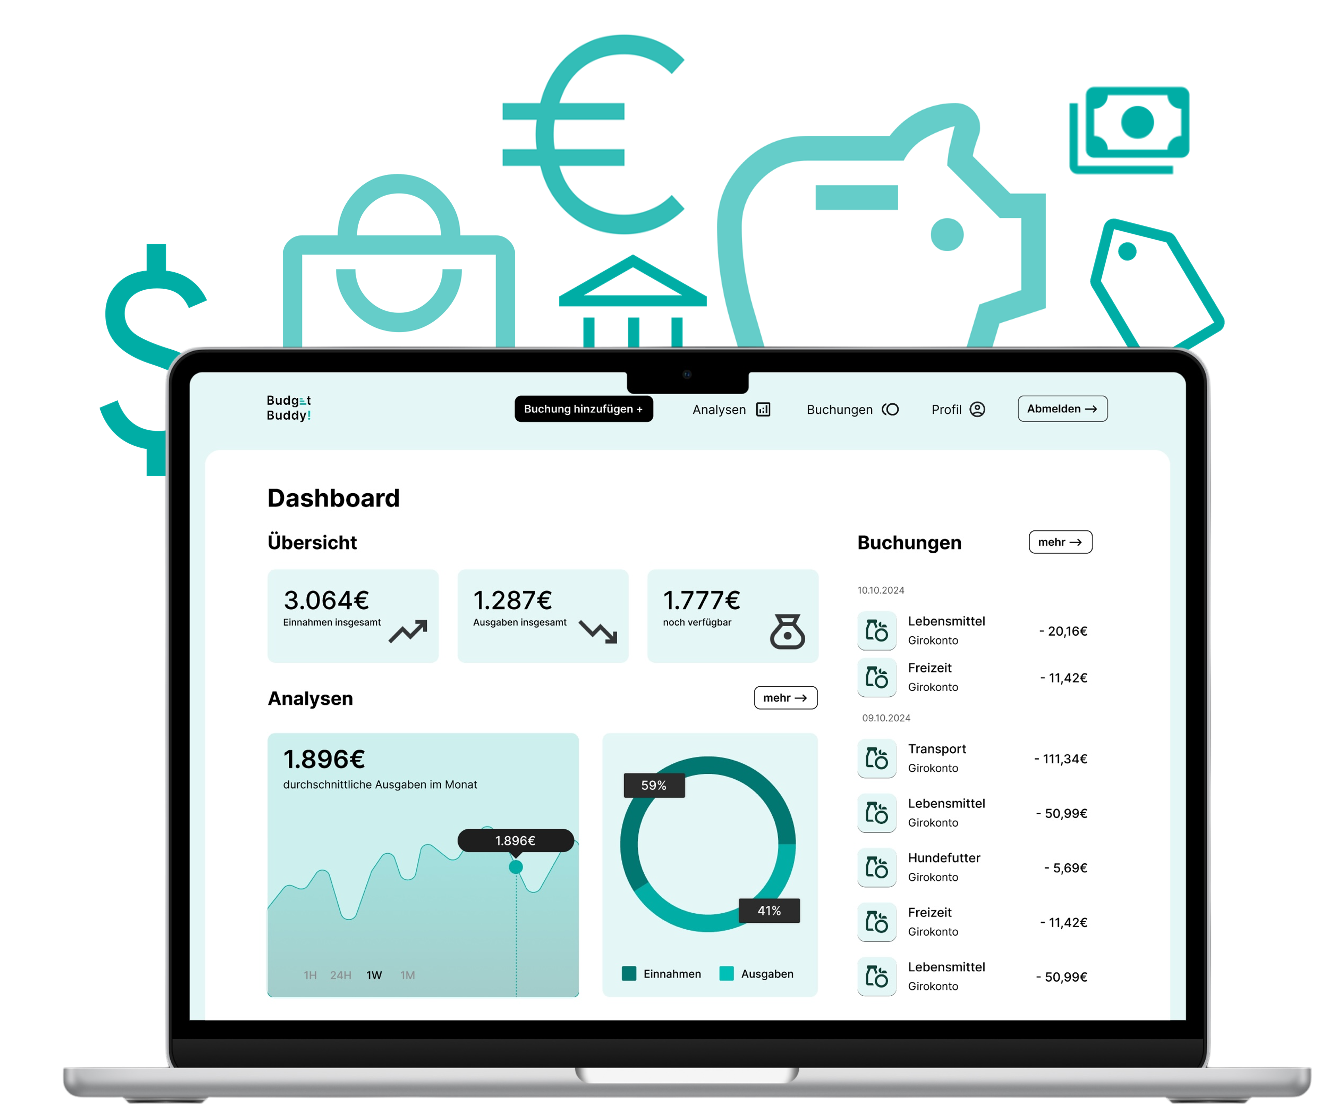 Budget
Buddy!
Buchung hinzufügen +
Analysen
Buchungen
Profil
Abmelden →
Dashboard
Übersicht
3.064€
Einnahmen insgesamt
1.287€
Ausgaben insgesamt
1.777€
noch verfügbar
Analysen
mehr →
1.896€
durchschnittliche Ausgaben im Monat
1.896€
1H 24H 1W 1M
59%
41%
Einnahmen
Ausgaben
Buchungen
mehr →
10.10.2024
Lebensmittel
Girokonto
- 20,16€
Freizeit
Girokonto
- 11,42€
09.10.2024
Transport
Girokonto
- 111,34€
Lebensmittel
Girokonto
- 50,99€
Hundefutter
Girokonto
- 5,69€
Freizeit
Girokonto
- 11,42€
Lebensmittel
Girokonto
- 50,99€